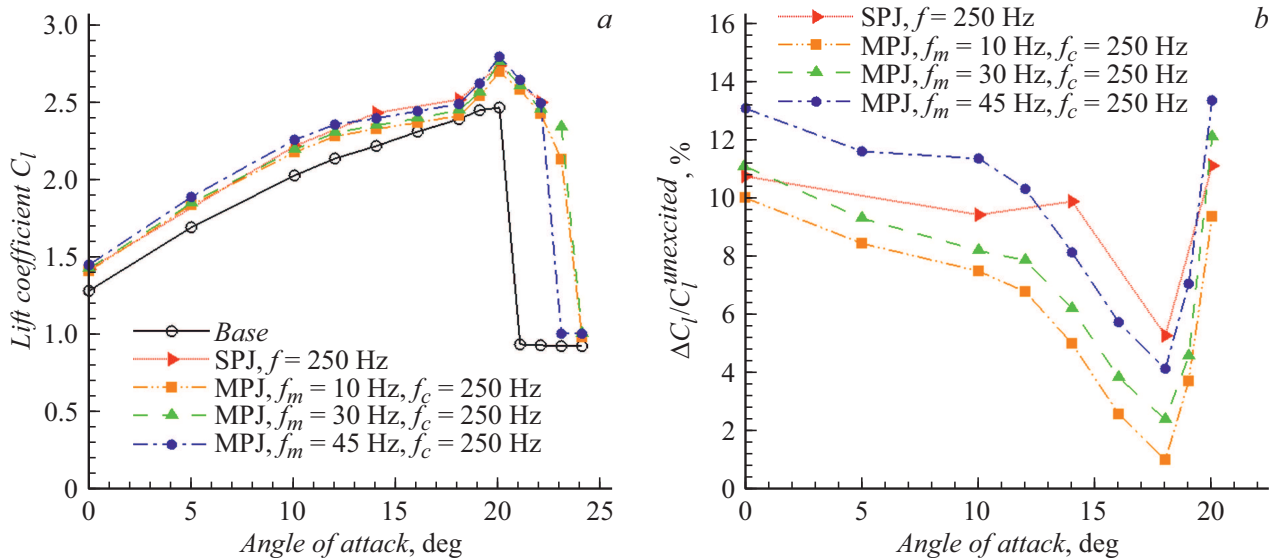 a
3.0
2.5
2.0
1.5
1.0
0.5
0
Lift coefficient C_l
Base
SPJ, f = 250 Hz
MPJ, f_m = 10 Hz, f_c = 250 Hz
MPJ, f_m = 30 Hz, f_c = 250 Hz
MPJ, f_m = 45 Hz, f_c = 250 Hz
0 5 10 15 20 25
Angle of attack, deg
b
SPJ, f = 250 Hz
MPJ, f_m = 10 Hz, f_c = 250 Hz
MPJ, f_m = 30 Hz, f_c = 250 Hz
MPJ, f_m = 45 Hz, f_c = 250 Hz
16
14
12
10
8
6
4
2
0
ΔC_l/C_l^unexcited, %
0 5 10 15 20
Angle of attack, deg